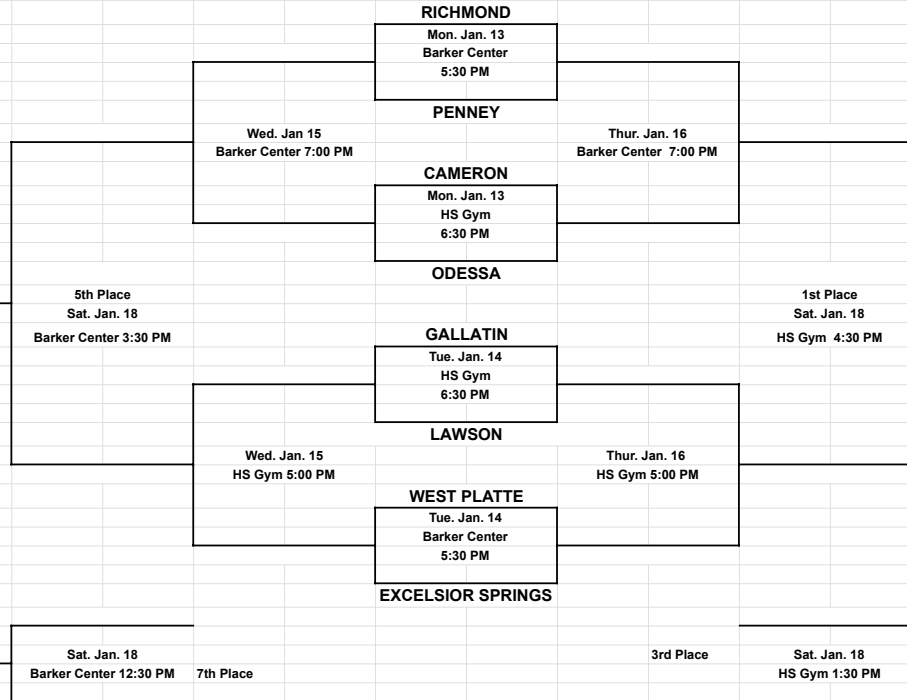 RICHMOND
Mon. Jan. 13
Barker Center
5:30 PM
PENNEY
Wed. Jan 15
Barker Center 7:00 PM
Thur. Jan. 16
Barker Center  7:00 PM
CAMERON
Mon. Jan. 13
HS Gym
6:30 PM
ODESSA
5th Place
Sat. Jan. 18
Barker Center 3:30 PM
1st Place
Sat. Jan. 18
HS Gym  4:30 PM
GALLATIN
Tue. Jan. 14
HS Gym
6:30 PM
LAWSON
Wed. Jan. 15
HS Gym 5:00 PM
Thur. Jan. 16
HS Gym 5:00 PM
WEST PLATTE
Tue. Jan. 14
Barker Center
5:30 PM
EXCELSIOR SPRINGS
Sat. Jan. 18
Barker Center 12:30 PM
7th Place
3rd Place
Sat. Jan. 18
HS Gym 1:30 PM